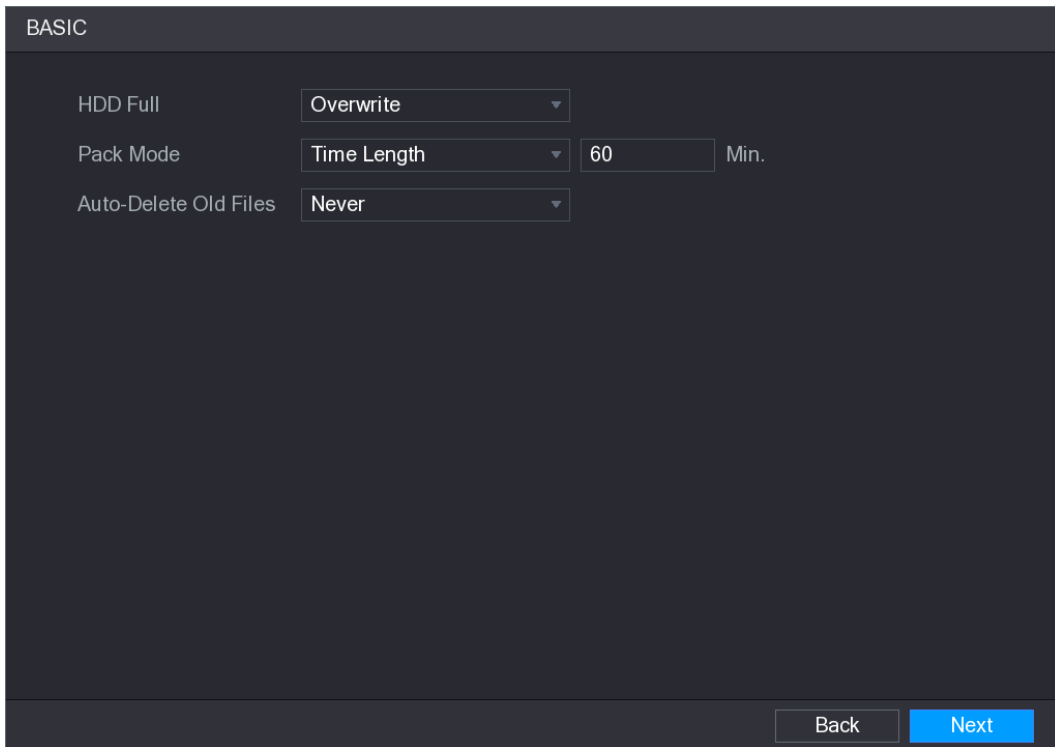 BASIC
HDD Full Overwrite
Pack Mode Time Length 60 Min.
Auto-Delete Old Files Never
Back Next